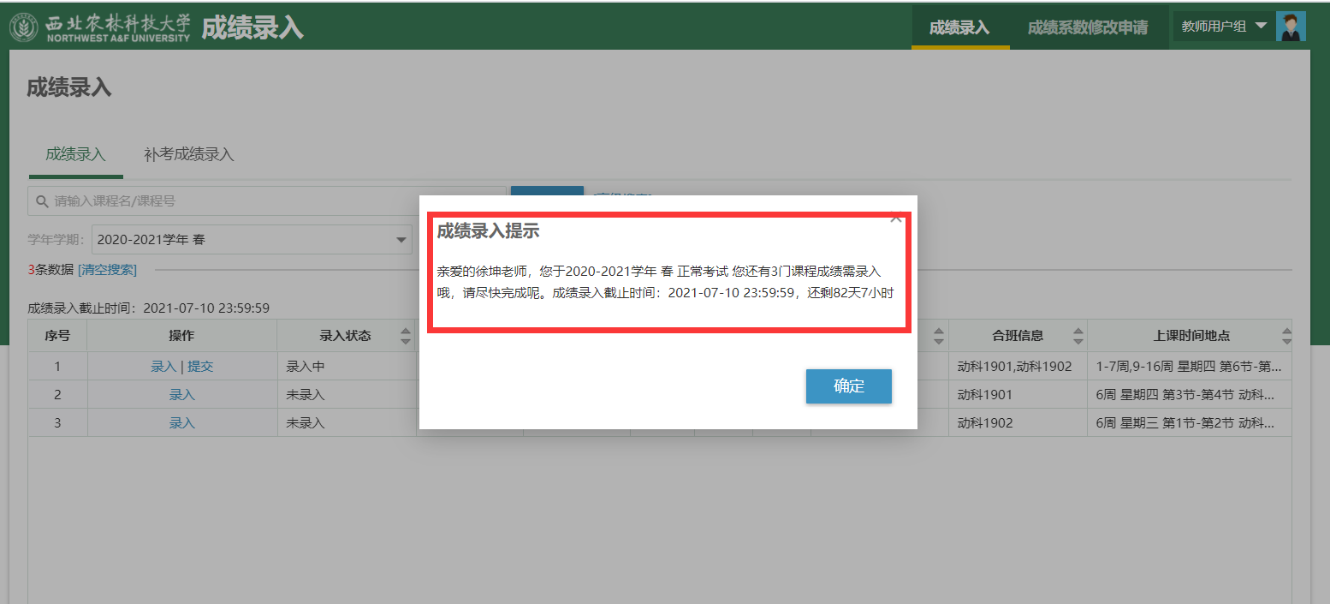 西北农林科技大学
NORTHWEST A&F UNIVERSITY
成绩录入
成绩录入
成绩系数修改申请
教师用户组
成绩录入
成绩录入
补考成绩录入
请输入课程名/课程号
学年学期：
2020-2021学年 春
3条数据 [清空搜索]
成绩录入截止时间：2021-07-10 23:59:59
成绩录入提示
亲爱的徐坤老师，您于2020-2021学年 春 正常考试 您还有3门课程成绩需录入
哦，请尽快完成呢。成绩录入截止时间：2021-07-10 23:59:59，还剩82天7小时
确定
序号 操作 录入状态 合班信息 上课时间地点
1 录入 | 提交 录入中 动科1901,动科1902 1-7周,9-16周 星期四 第6节-第...
2 录入 未录入 动科1901 6周 星期四 第3节-第4节 动科...
3 录入 未录入 动科1902 6周 星期三 第1节-第2节 动科...